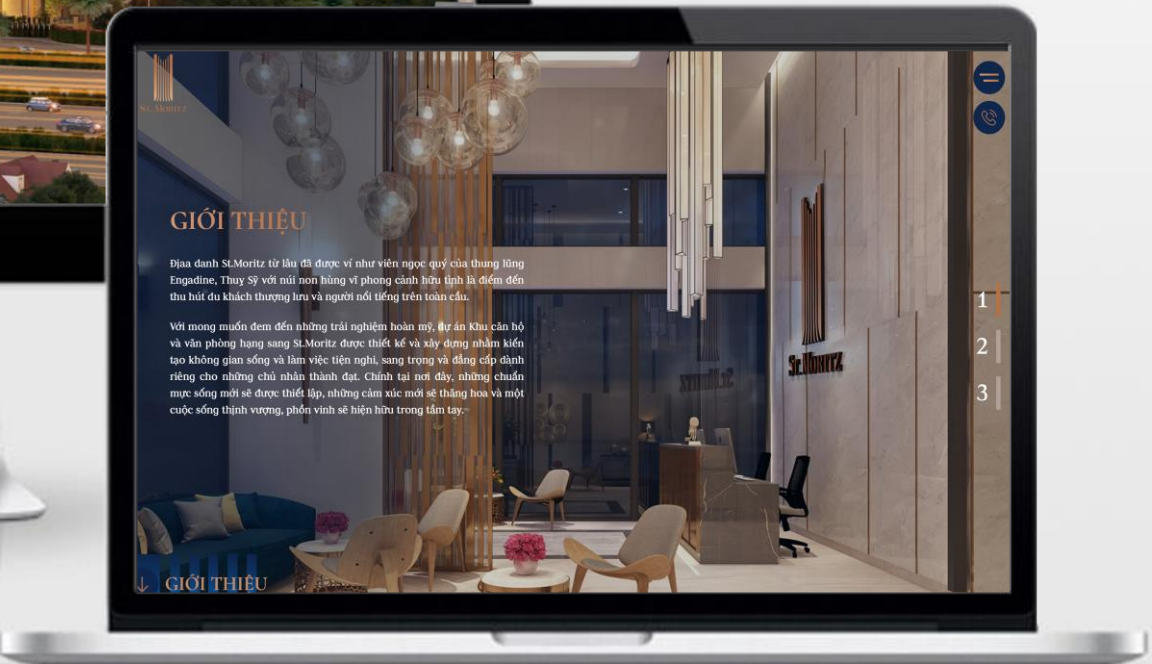 ST.MORITZ
GIỚI THIỆU
Địaa danh St.Moritz từ lâu đã được ví như viên ngọc quý của thung lũng
Engadine, Thuỵ Sỹ với núi non hùng vĩ phong cảnh hữu tình là điểm đến
thu hút du khách thượng lưu và người nổi tiếng trên toàn cầu.
Với mong muốn đem đến những trải nghiệm hoàn mỹ, dự án Khu căn hộ
và văn phòng hạng sang St.Moritz được thiết kế và xây dựng nhằm kiến
tạo không gian sống và làm việc tiện nghi, sang trọng và đẳng cấp dành
riêng cho những chủ nhân thành đạt. Chính tại nơi đây, những chuẩn
mực sống mới sẽ được thiết lập, những cảm xúc mới sẽ thăng hoa và một
cuộc sống thịnh vượng, phồn vinh sẽ hiện hữu trong tầm tay.
St.Moritz
St.Moritz
1
2
3
GIỚI THIỆU